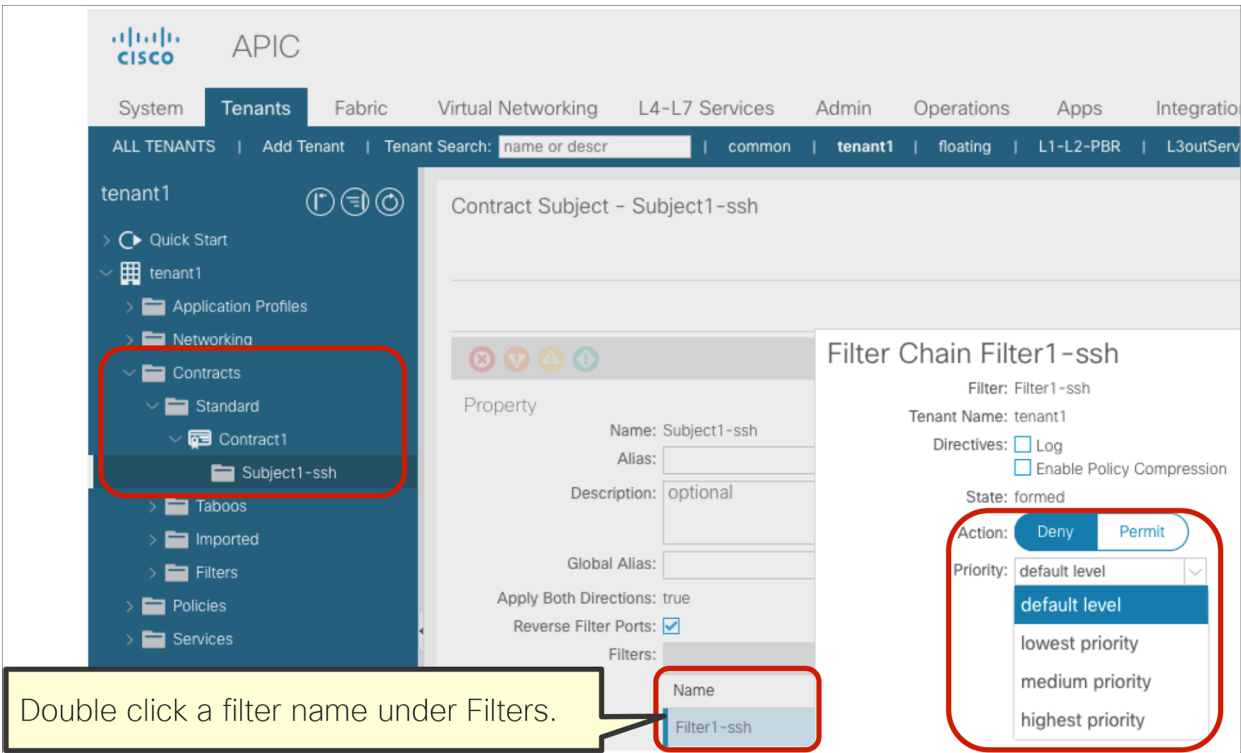 CISCO APIC
System Tenants Fabric Virtual Networking L4-L7 Services Admin Operations Apps Integratio
ALL TENANTS | Add Tenant | Tenant Search: name or descr | common | tenant1 | floating | L1-L2-PBR | L3outServ
tenant1
Quick Start
tenant1
Application Profiles
Networking
Contracts
Standard
Contract1
Subject1-ssh
Taboos
Imported
Filters
Policies
Services
Contract Subject - Subject1-ssh
Property
Name: Subject1-ssh
Alias:
Description: optional
Global Alias:
Apply Both Directions: true
Reverse Filter Ports:
Filters:
Name
Filter1-ssh
Filter Chain Filter1-ssh
Filter: Filter1-ssh
Tenant Name: tenant1
Directives: Log
Enable Policy Compression
State: formed
Action: Deny Permit
Priority: default level
default level
lowest priority
medium priority
highest priority
Double click a filter name under Filters.